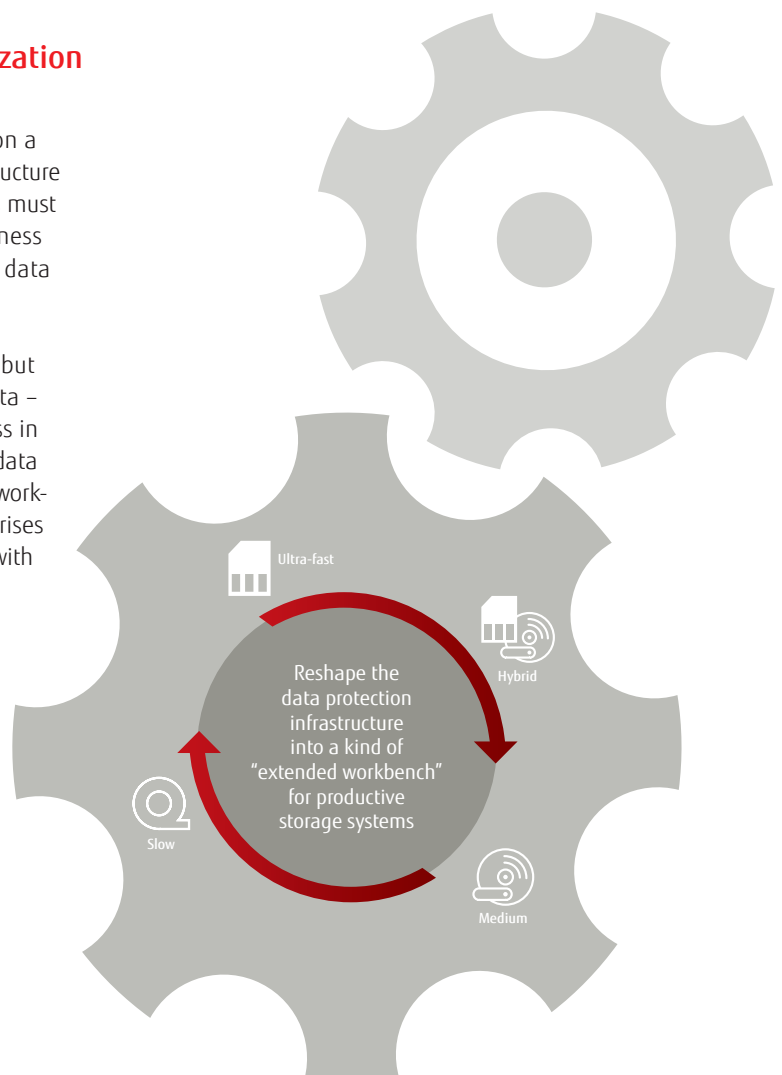 zation
on a
ucture
must
ness
data
but
ta –
ss in
data
work-
rises
with
Ultra-fast
Hybrid
Reshape the
data protection
infrastructure
into a kind of
“extended workbench”
for productive
storage systems
Slow
Medium